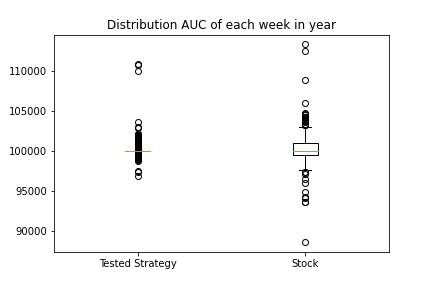 Distribution AUC of each week in year
110000
105000
100000
95000
90000
Tested Strategy
Stock